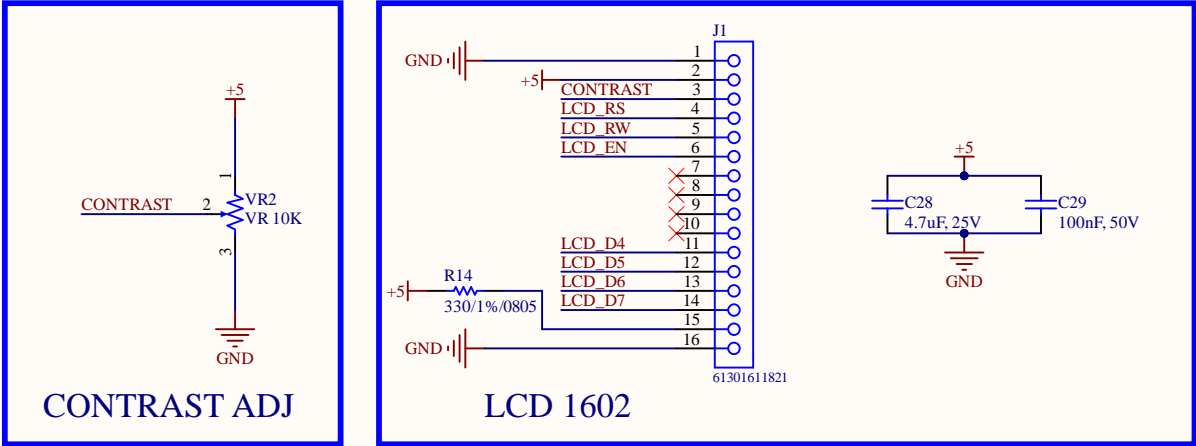 +5
1
CONTRAST
2
VR2
VR 10K
3
GND
CONTRAST ADJ
J1
GND
1
+5
2
CONTRAST
3
LCD_RS
4
LCD_RW
5
LCD_EN
6
7
8
9
10
LCD_D4
11
LCD_D5
12
+5
R14
330/1%/0805
LCD_D6
13
LCD_D7
14
15
GND
16
61301611821
LCD 1602
+5
C28
4.7uF, 25V
C29
100nF, 50V
GND